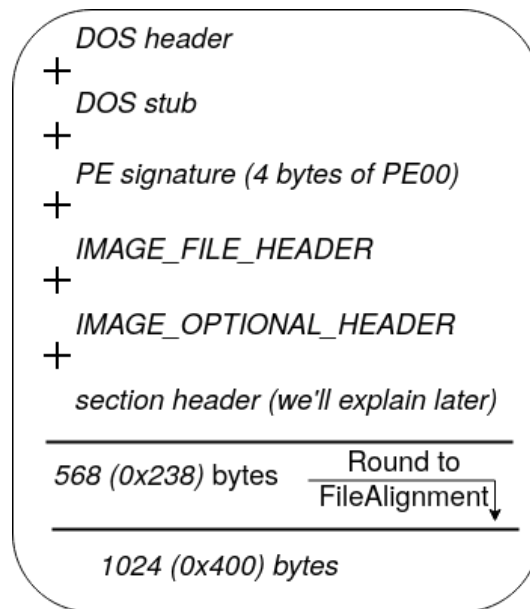 DOS header
+
DOS stub
+
PE signature (4 bytes of PE00)
+
IMAGE_FILE_HEADER
+
IMAGE_OPTIONAL_HEADER
+
section header (we'll explain later)
568 (0x238) bytes
Round to
FileAlignment
1024 (0x400) bytes